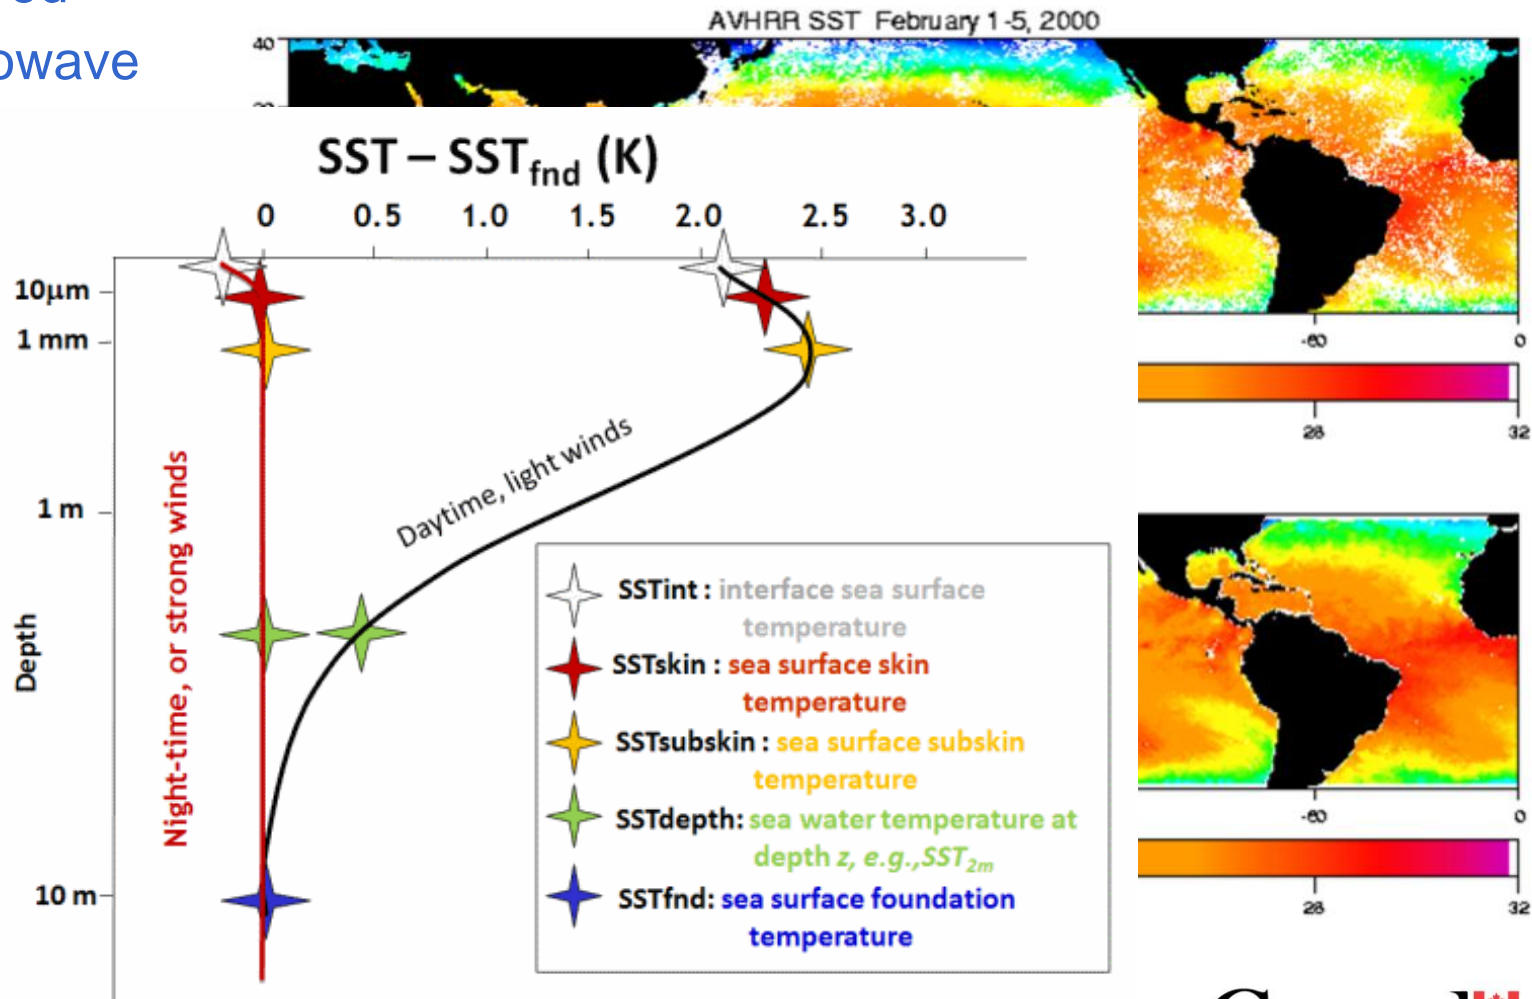 owave
AVHRR SST February 1-5, 2000
40
SST – SSTfnd (K)
0 0.5 1.0 1.5 2.0 2.5 3.0
10μm
1 mm
1 m
Depth
10 m
Night-time, or strong winds
Daytime, light winds
SSTint : interface sea surface
temperature
SSTskin : sea surface skin
temperature
SSTsubskin : sea surface subskin
temperature
SSTdepth: sea water temperature at
depth z, e.g.,SST2m
SSTfnd: sea surface foundation
temperature
-60 0
28 32
-60 0
28 32